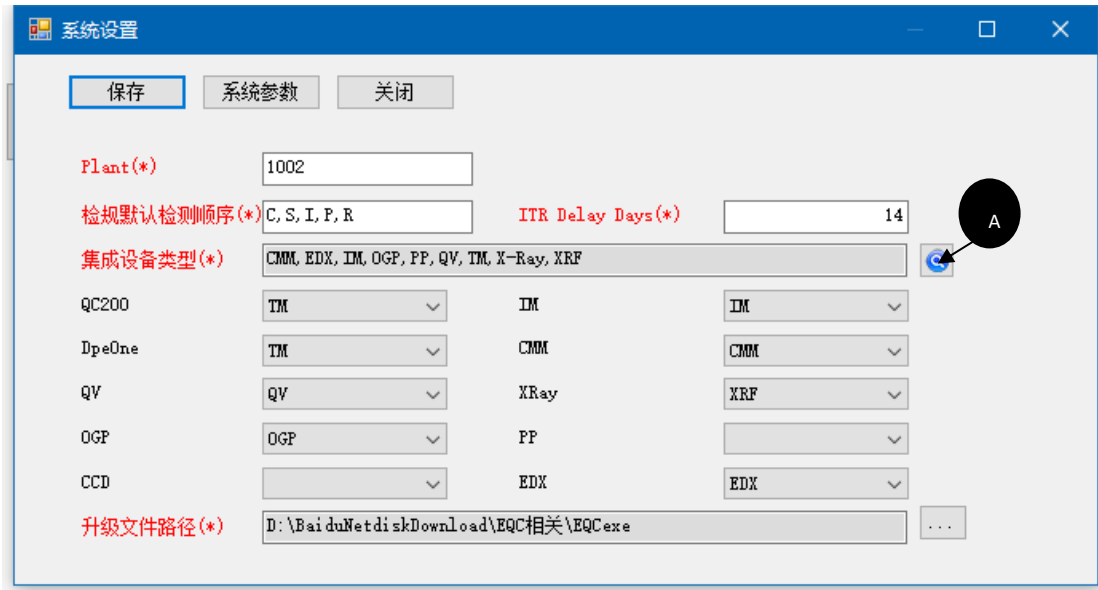 系统设置
保存 系统参数 关闭
Plant(*) 1002
检规默认检测顺序(*) C, S, I, P, R ITR Delay Days(*) 14
A
集成设备类型(*) CMM, EDX, IM, OGP, PP, QV, TM, X-Ray, XRF
QC200 TM IM IM
DpeOne TM CMM CMM
QV QV XRay XRF
OGP OGP PP
CCD EDX EDX
升级文件路径(*) D:\BaiduNetdiskDownload\EQC相关\EQCexe ...